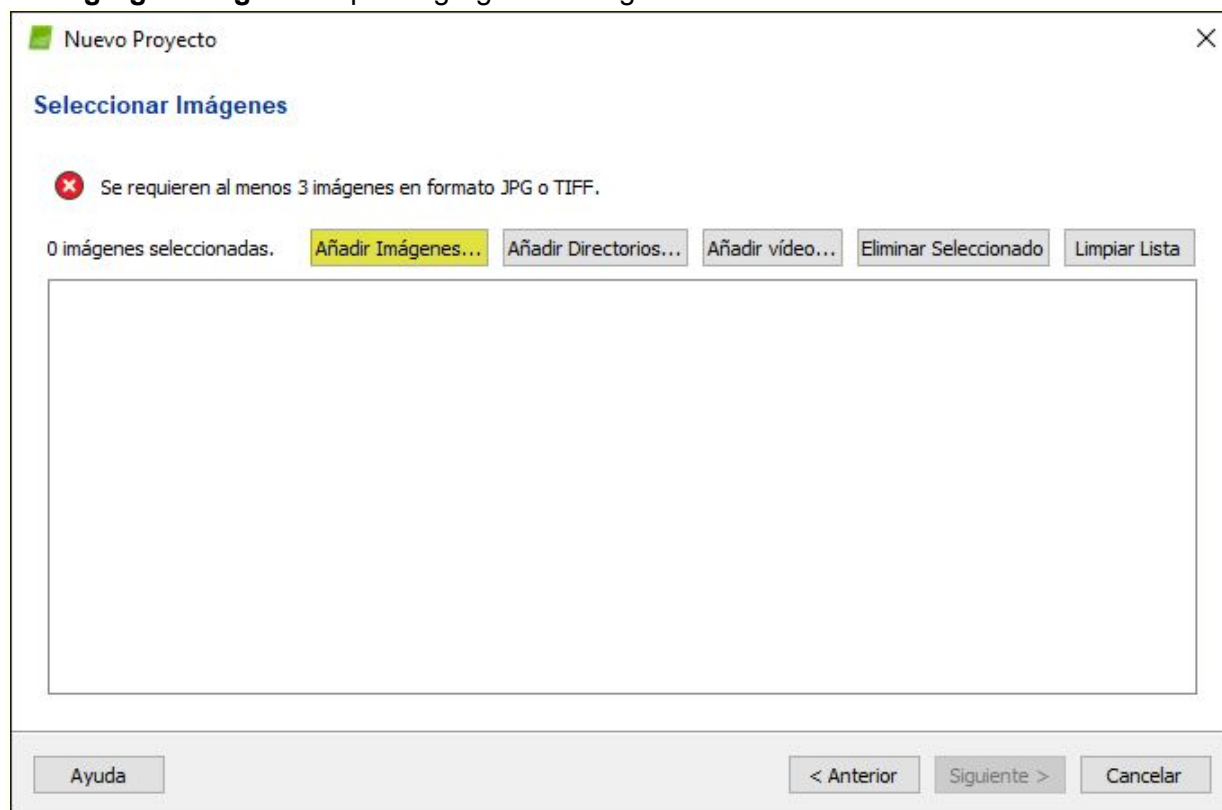 Nuevo Proyecto
Seleccionar Imágenes
Se requieren al menos 3 imágenes en formato JPG o TIFF.
0 imágenes seleccionadas. Añadir Imágenes... Añadir Directorios... Añadir vídeo... Eliminar Seleccionado Limpiar Lista
Ayuda < Anterior Siguiente > Cancelar